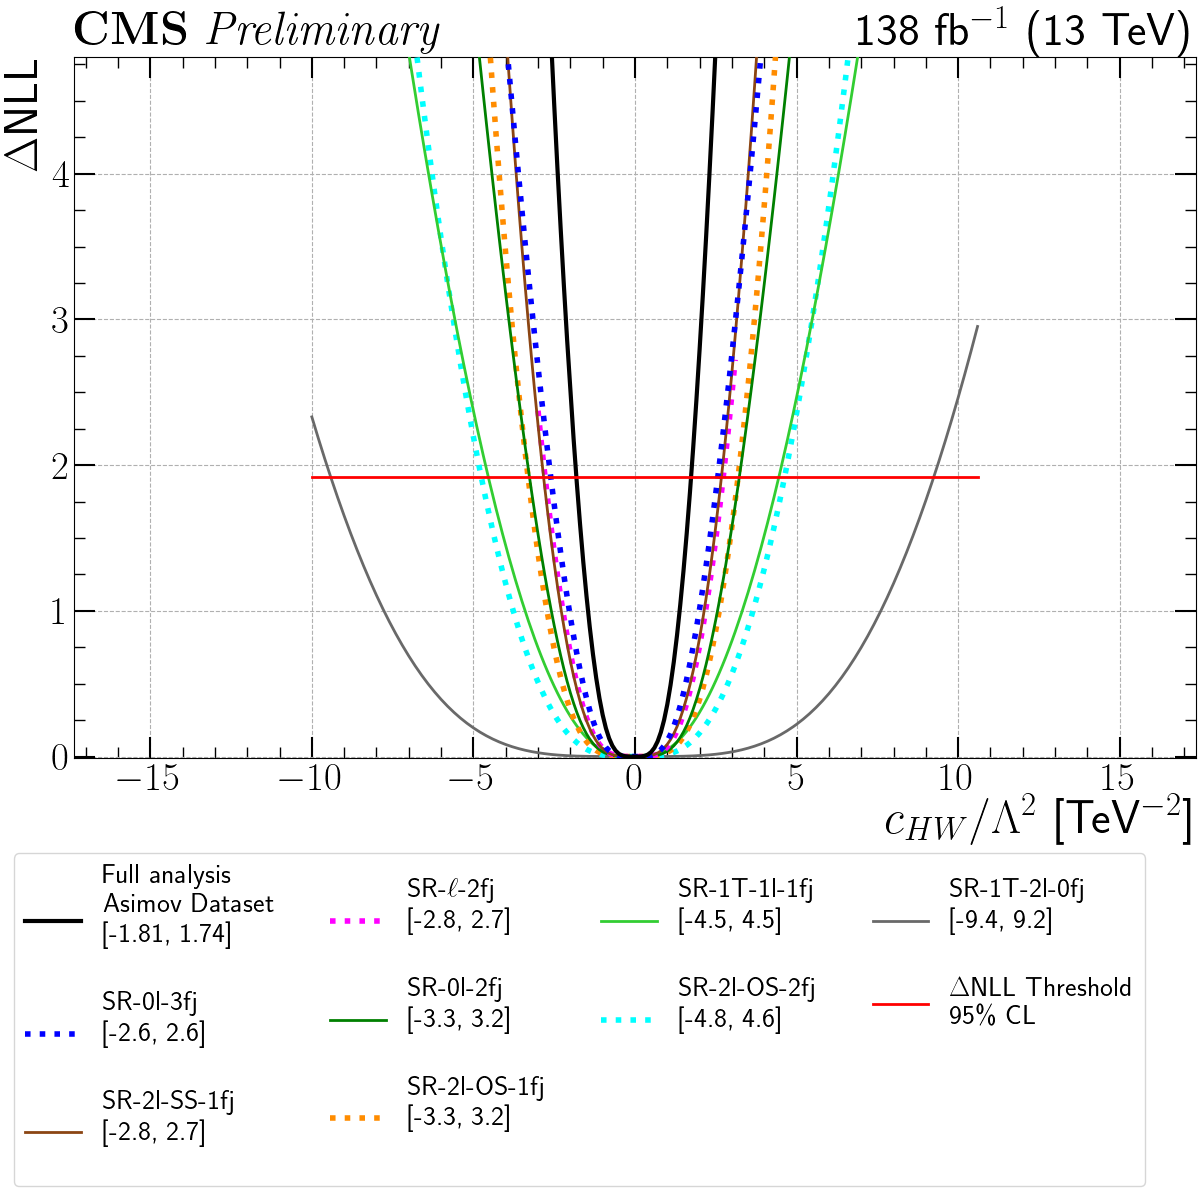 CMS Preliminary 138 fb⁻¹ (13 TeV)
ΔNLL
4
3
2
1
0
−15 −10 −5 0 5 10 15
c_{HW}/Λ² [TeV⁻²]
Full analysis
Asimov Dataset
[-1.81, 1.74]
SR-0l-3fj
[-2.6, 2.6]
SR-2l-SS-1fj
[-2.8, 2.7]
SR-ℓ-2fj
[-2.8, 2.7]
SR-0l-2fj
[-3.3, 3.2]
SR-2l-OS-1fj
[-3.3, 3.2]
SR-1T-1l-1fj
[-4.5, 4.5]
SR-2l-OS-2fj
[-4.8, 4.6]
SR-1T-2l-0fj
[-9.4, 9.2]
ΔNLL Threshold
95% CL